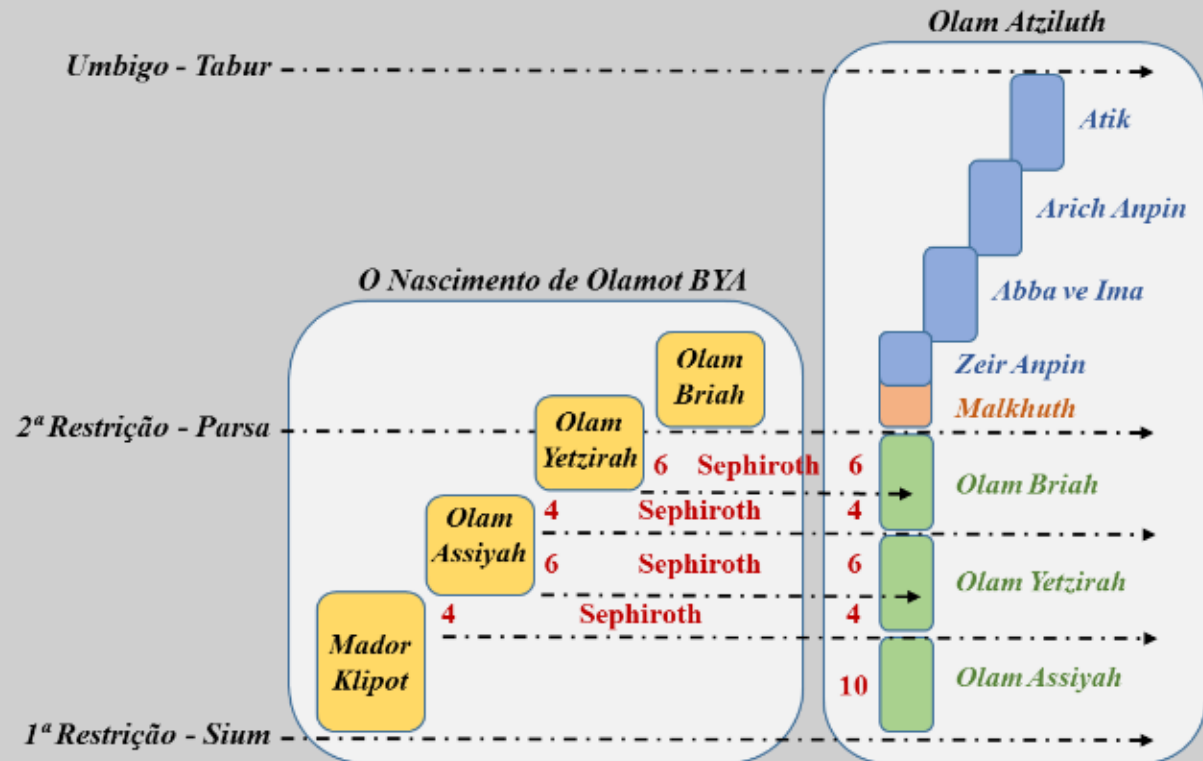 Olam Atziluth
Umbigo - Tabur
Atik
Arich Anpin
O Nascimento de Olamot BYA
Abba ve Ima
Olam
Briah
Zeir Anpin
Malkhuth
2ª Restrição - Parsa
Olam
Yetzirah
6 Sephiroth 6
Olam Briah
4 Sephiroth 4
Olam
Assiyah
6 Sephiroth 6
Olam Yetzirah
4 Sephiroth 4
Mador
Klipot
10
Olam Assiyah
1ª Restrição - Sium